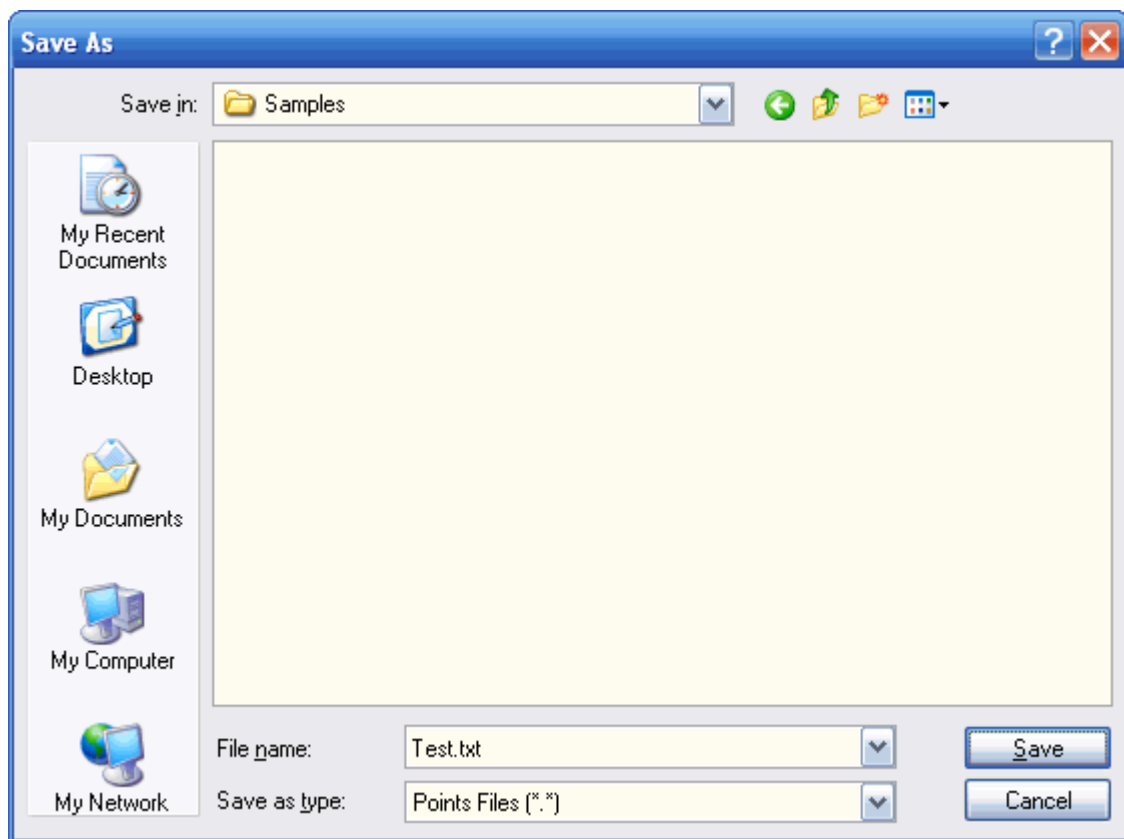 Save As
Save in:
Samples
My Recent
Documents
Desktop
My Documents
My Computer
My Network
File name:
Test.txt
Save
Save as type:
Points Files (*.*)
Cancel